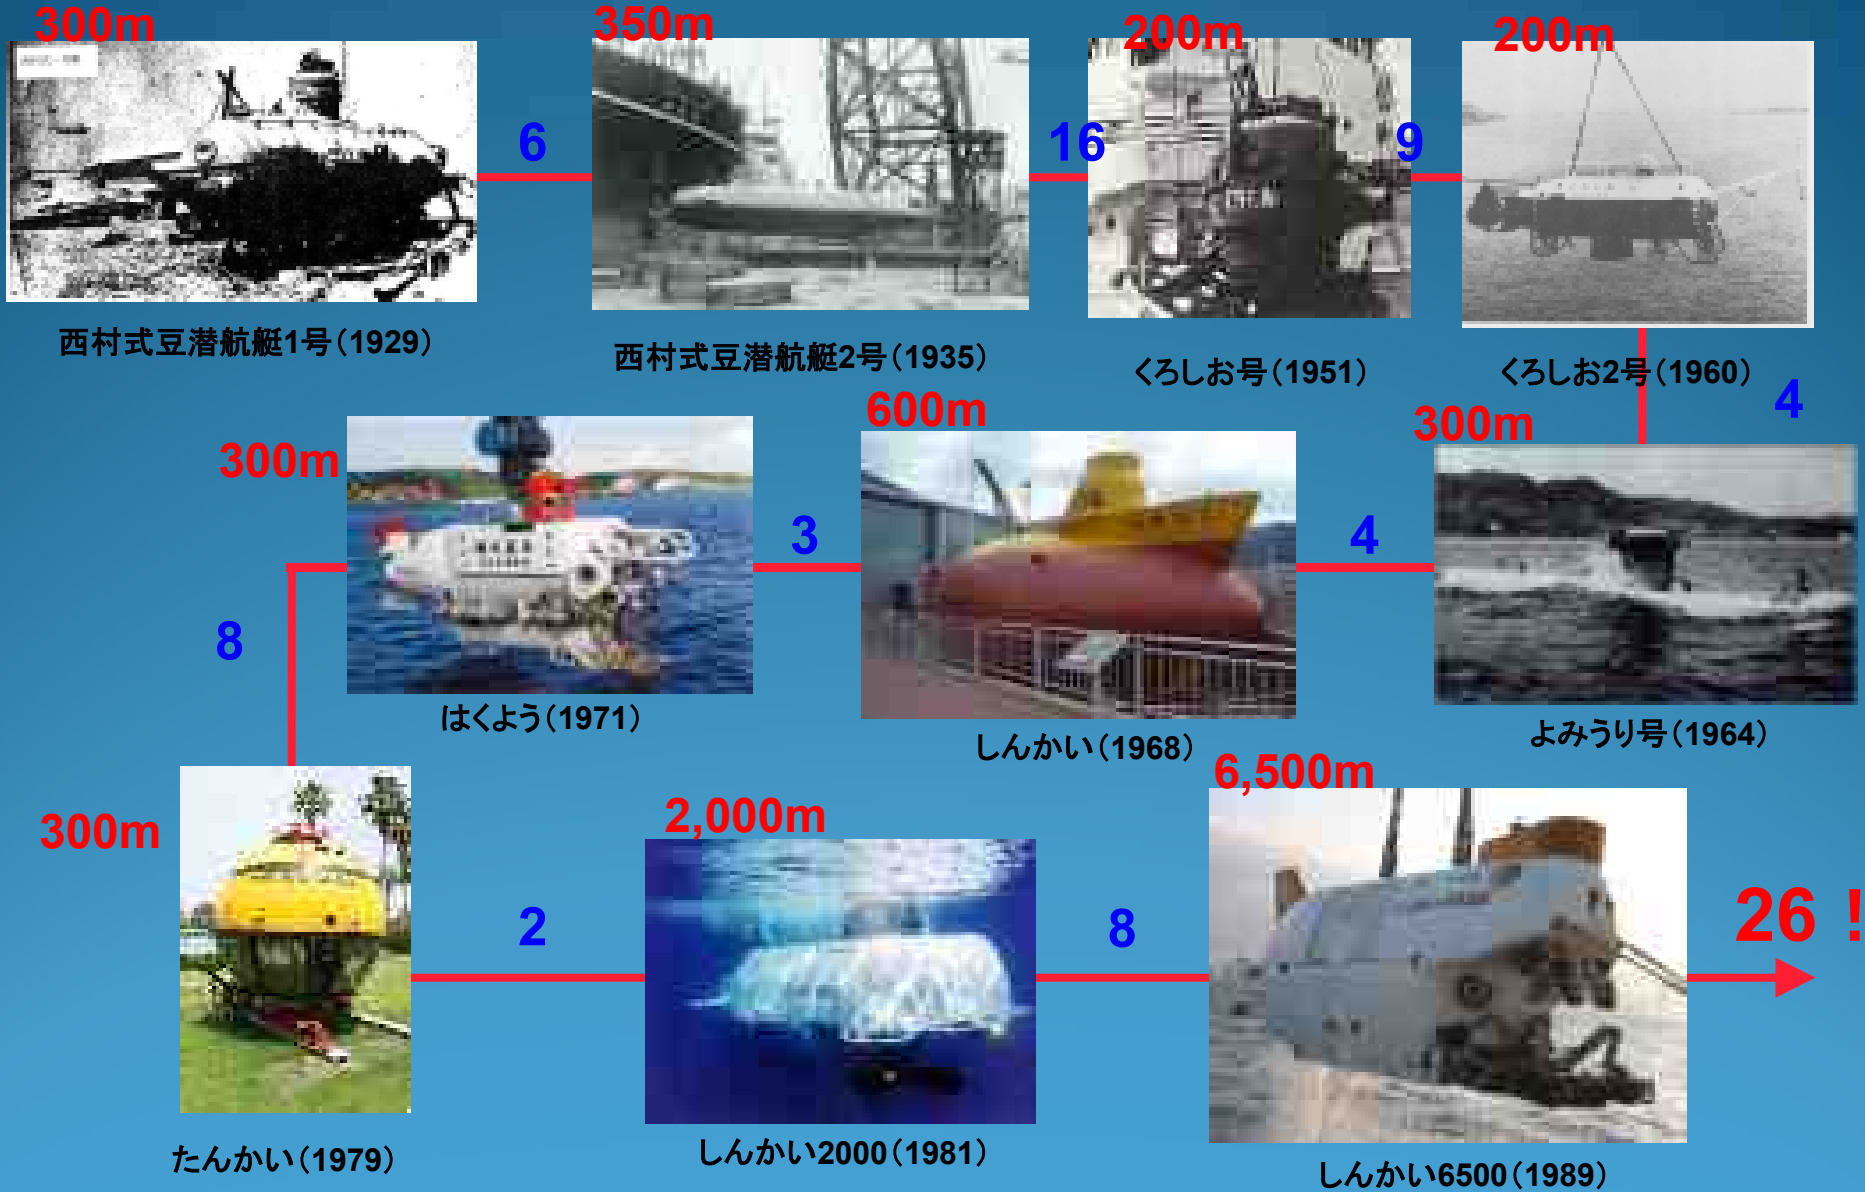 300m
350m
200m
200m
6
16
9
西村式豆潜航艇1号(1929)
西村式豆潜航艇2号(1935)
くろしお号(1951)
くろしお2号(1960)
4
300m
600m
300m
3
4
8
はくよう(1971)
しんかい(1968)
よみうり号(1964)
300m
2,000m
6,500m
2
8
26!
たんかい(1979)
しんかい2000(1981)
しんかい6500(1989)